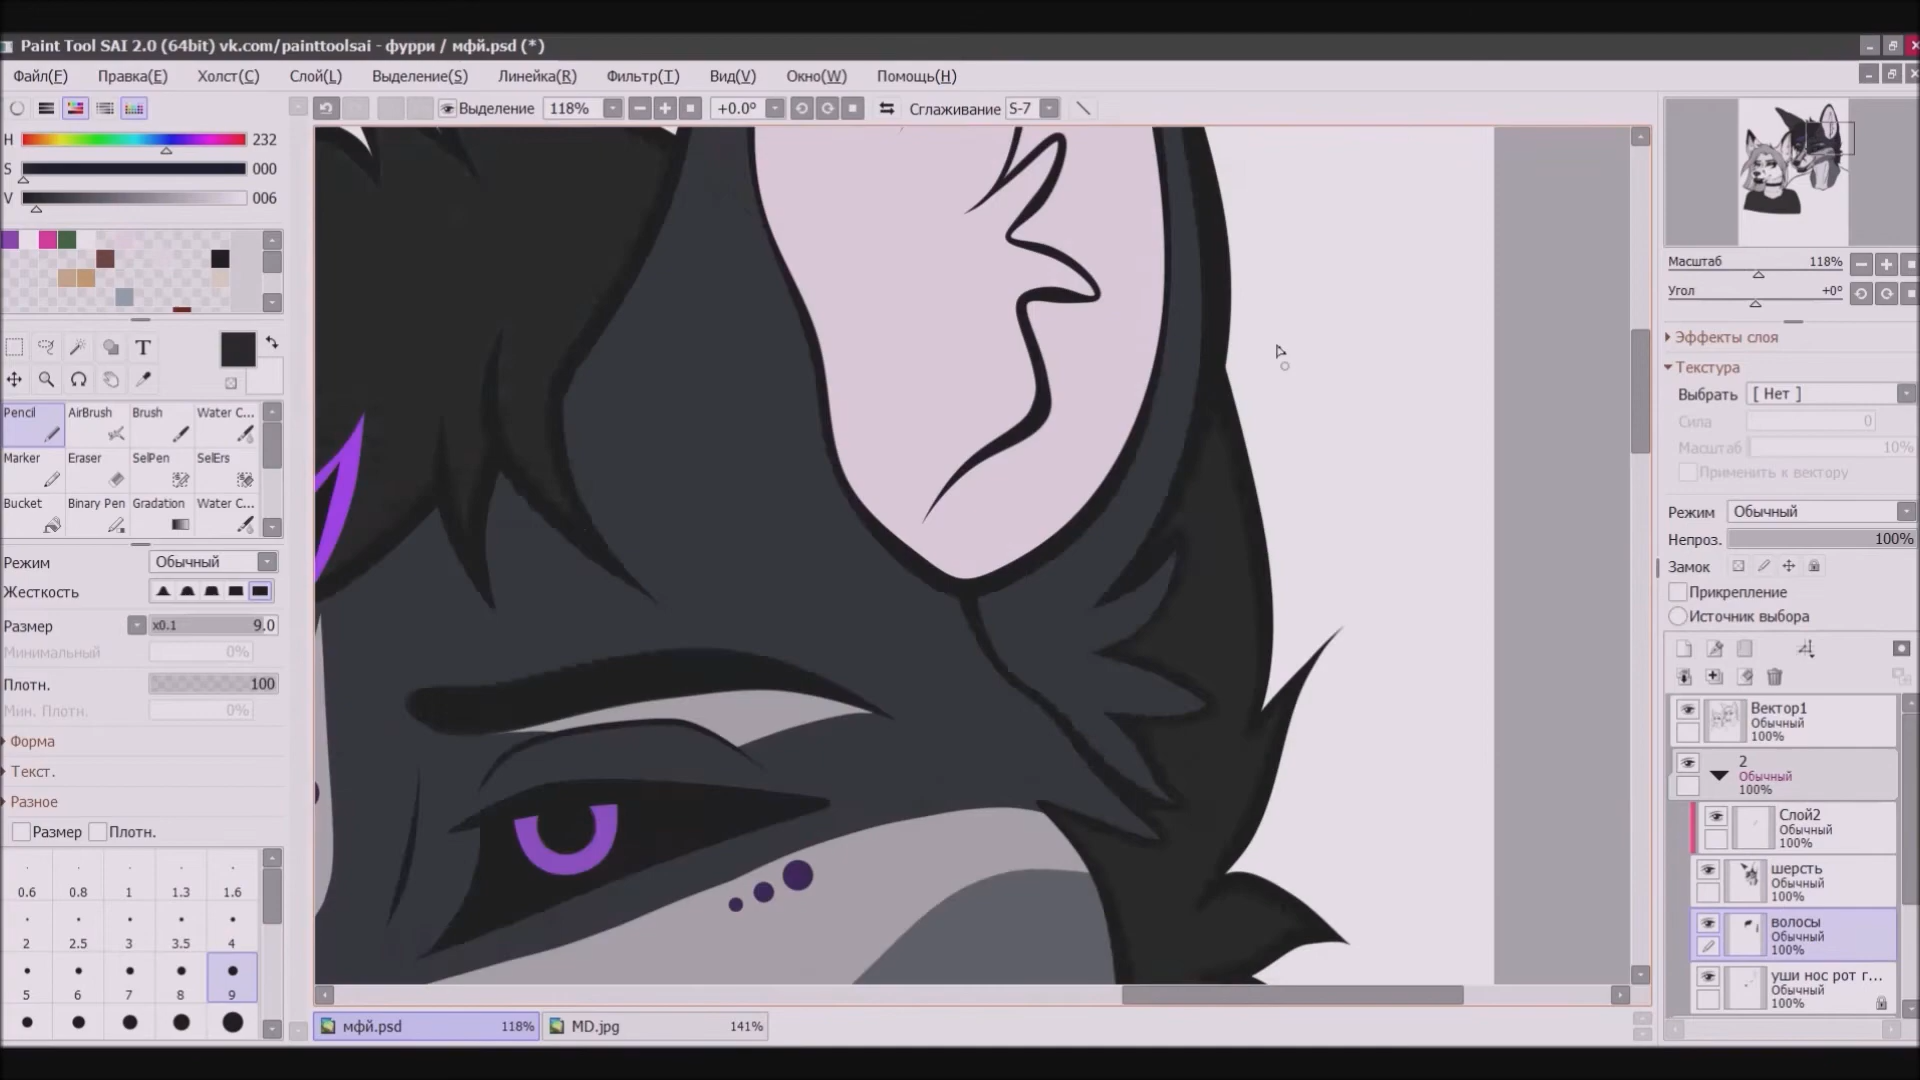 Paint Tool SAI 2.0 (64bit) vk.com/painttoolsai - фурри / мфй.psd (*)
Файл(F) Правка(E) Холст(C) Слой(L) Выделение(S) Линейка(R) Фильтр(T) Вид(V) Окно(W) Помощь(H)
Выделение 118% +0.0° Сглаживание S-7
H 232
S 000
V 006
T
Pencil AirBrush Brush Water C...
Marker Eraser SelPen SelErs
Bucket Binary Pen Gradation Water C...
Режим Обычный
Жесткость
Размер x0.1 9.0
Минимальный 0%
Плотн. 100
Мин. Плотн. 0%
Форма
Текст.
Разное
Размер Плотн.
0.6 0.8 1 1.3 1.6
2 2.5 3 3.5 4
5 6 7 8 9
мфй.psd 118% MD.jpg 141%
Масштаб 118%
Угол +0°
Эффекты слоя
Текстура
Выбрать [ Нет ]
Сила 0
Масштаб 10%
Применить к вектору
Режим Обычный
Непроз. 100%
Замок
Прикрепление
Источник выбора
Вектор1
Обычный
100%
2
Обычный
100%
Слой2
Обычный
100%
шерсть
Обычный
100%
волосы
Обычный
100%
уши нос рот г...
Обычный
100%